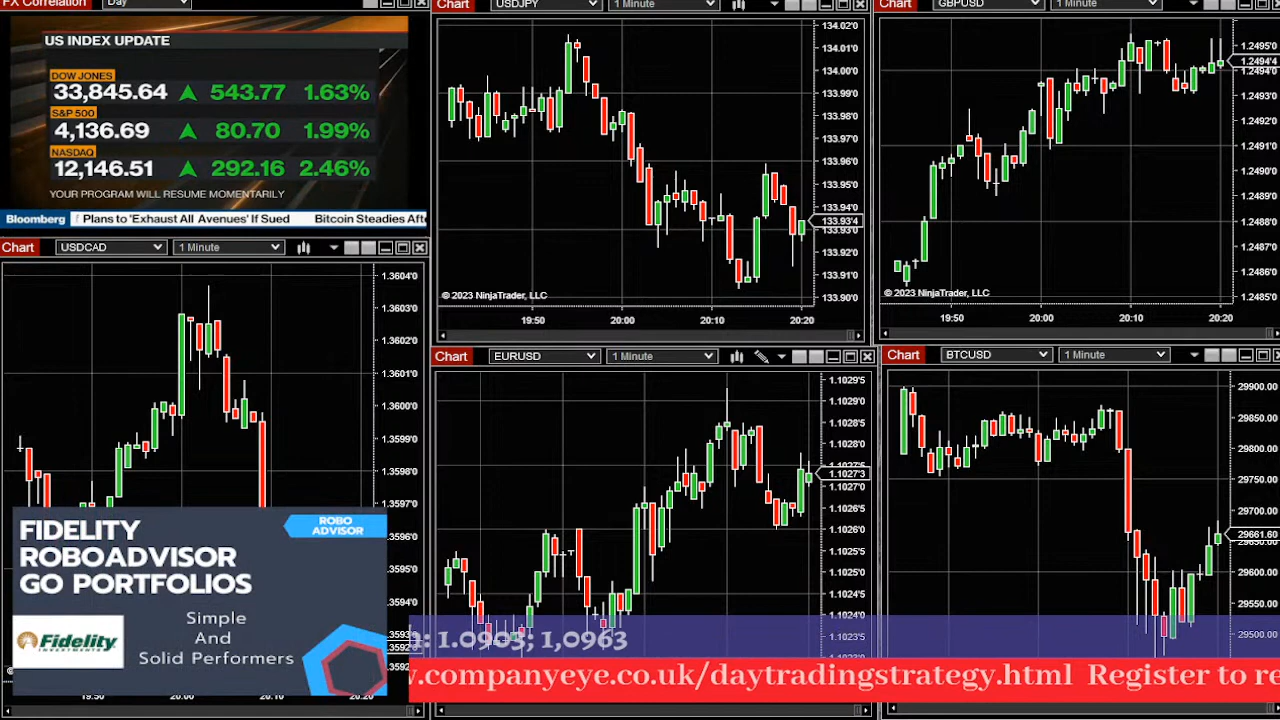 FX Correlation
Day
US INDEX UPDATE
DOW JONES
33,845.64 543.77 1.63%
S&P 500
4,136.69 80.70 1.99%
NASDAQ
12,146.51 292.16 2.46%
YOUR PROGRAM WILL RESUME MOMENTARILY
Bloomberg Plans to 'Exhaust All Avenues' If Sued Bitcoin Steadies Afte
Chart USDJPY 1 Minute
134.02'0
134.01'0
134.00'0
133.99'0
133.98'0
133.97'0
133.96'0
133.95'0
133.94'0
133.93'4
133.93'0
133.92'0
133.91'0
133.90'0
© 2023 NinjaTrader, LLC
19:50 20:00 20:10 20:20
Chart GBPUSD 1 Minute
1.2495'0
1.2494'4
1.2494'0
1.2493'0
1.2492'0
1.2491'0
1.2490'0
1.2489'0
1.2488'0
1.2487'0
1.2486'0
1.2485'0
© 2023 NinjaTrader, LLC
19:50 20:00 20:10 20:20
Chart USDCAD 1 Minute
1.3604'0
1.3603'0
1.3602'0
1.3601'0
1.3600'0
1.3599'0
1.3598'0
1.3597'0
1.3596'0
1.3595'0
1.3594'0
19:50 20:00 20:10 20:20
FIDELITY
ROBOADVISOR
GO PORTFOLIOS
ROBO
ADVISOR
Simple
And
Solid Performers
Fidelity
INVESTMENTS
Chart EURUSD 1 Minute
1.1029'5
1.1029'0
1.1028'5
1.1028'0
1.1027'3
1.1027'0
1.1026'5
1.1026'0
1.1025'5
1.1025'0
1.1024'5
1.1024'0
1.1023'5
Chart BTCUSD 1 Minute
29900.00
29850.00
29800.00
29750.00
29700.00
29661.60
29650.00
29600.00
29550.00
29500.00
: 1.0903; 1,0963
.companyeye.co.uk/daytradingstrategy.html Register to re